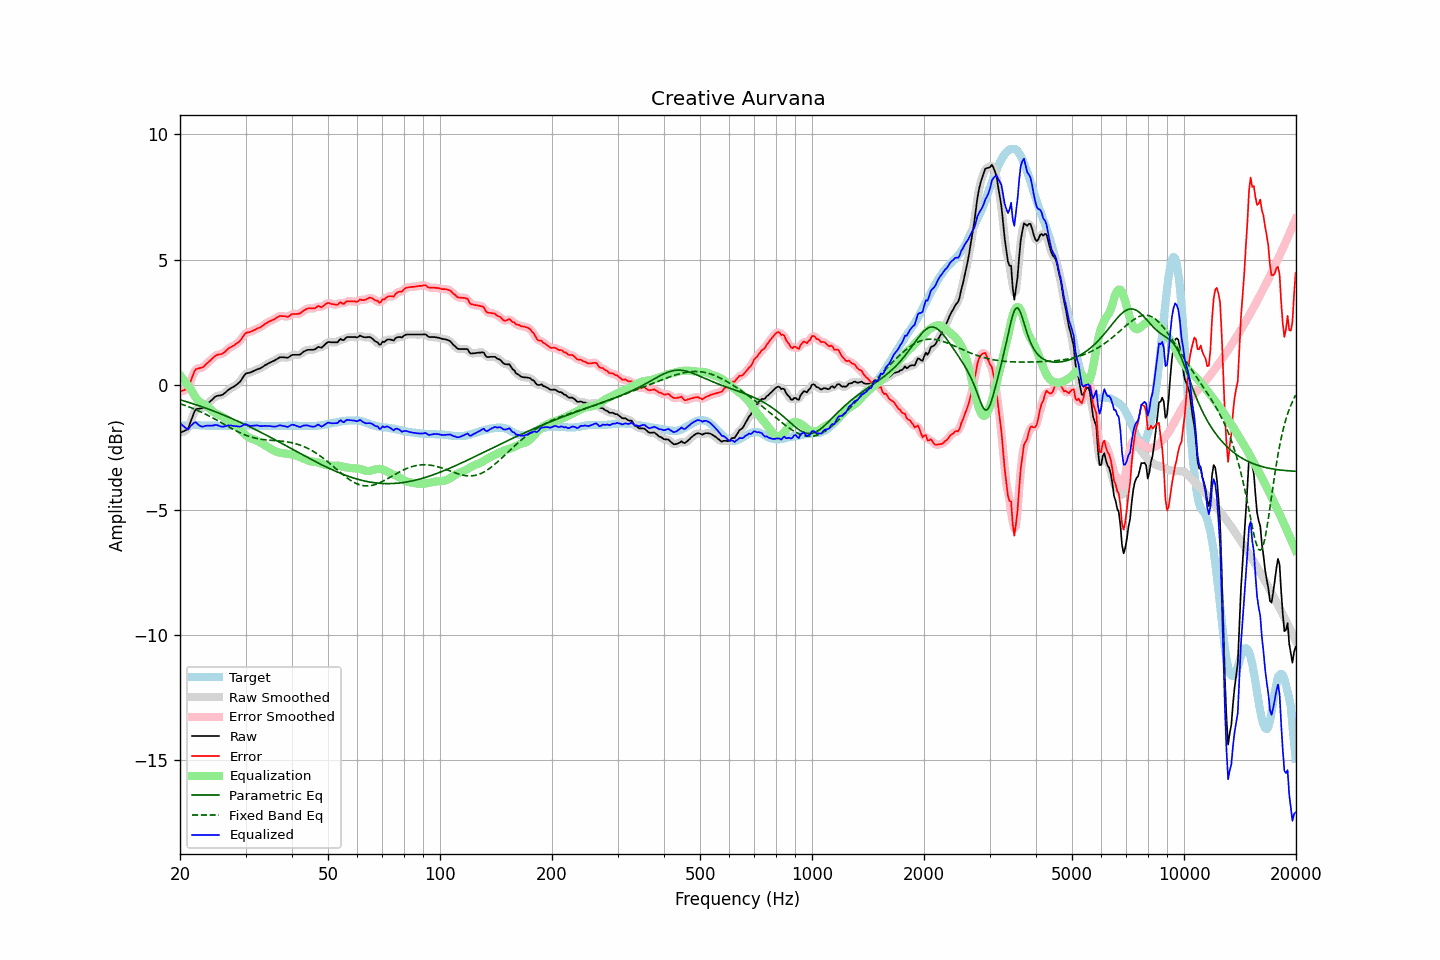 Creative Aurvana
Amplitude (dBr)
10
5
0
−5
−10
−15
Target
Raw Smoothed
Error Smoothed
Raw
Error
Equalization
Parametric Eq
Fixed Band Eq
Equalized
20 50 100 200 500 1000 2000 5000 10000 20000
Frequency (Hz)